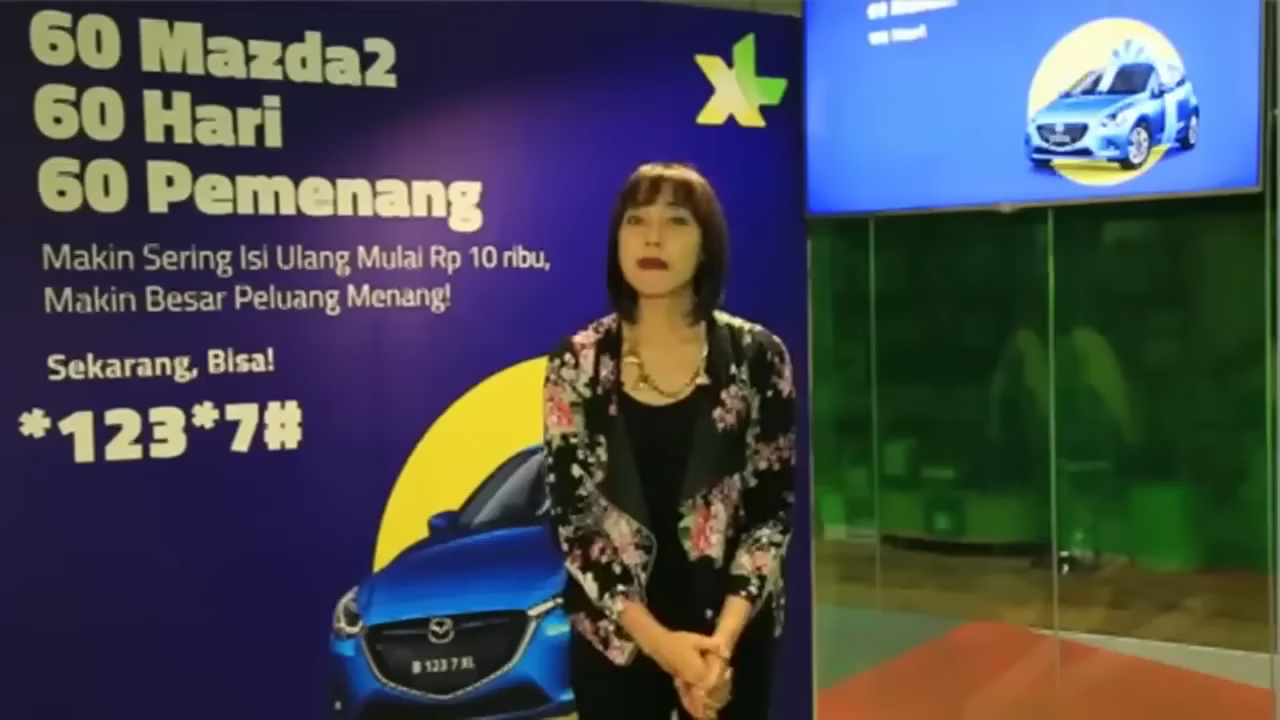 60 Mazda2
60 Hari
60 Pemenang
XL
Makin Sering Isi Ulang Mulai Rp 10 ribu,
Makin Besar Peluang Menang!
Sekarang, Bisa!
*123*7#
B 123 7 XL